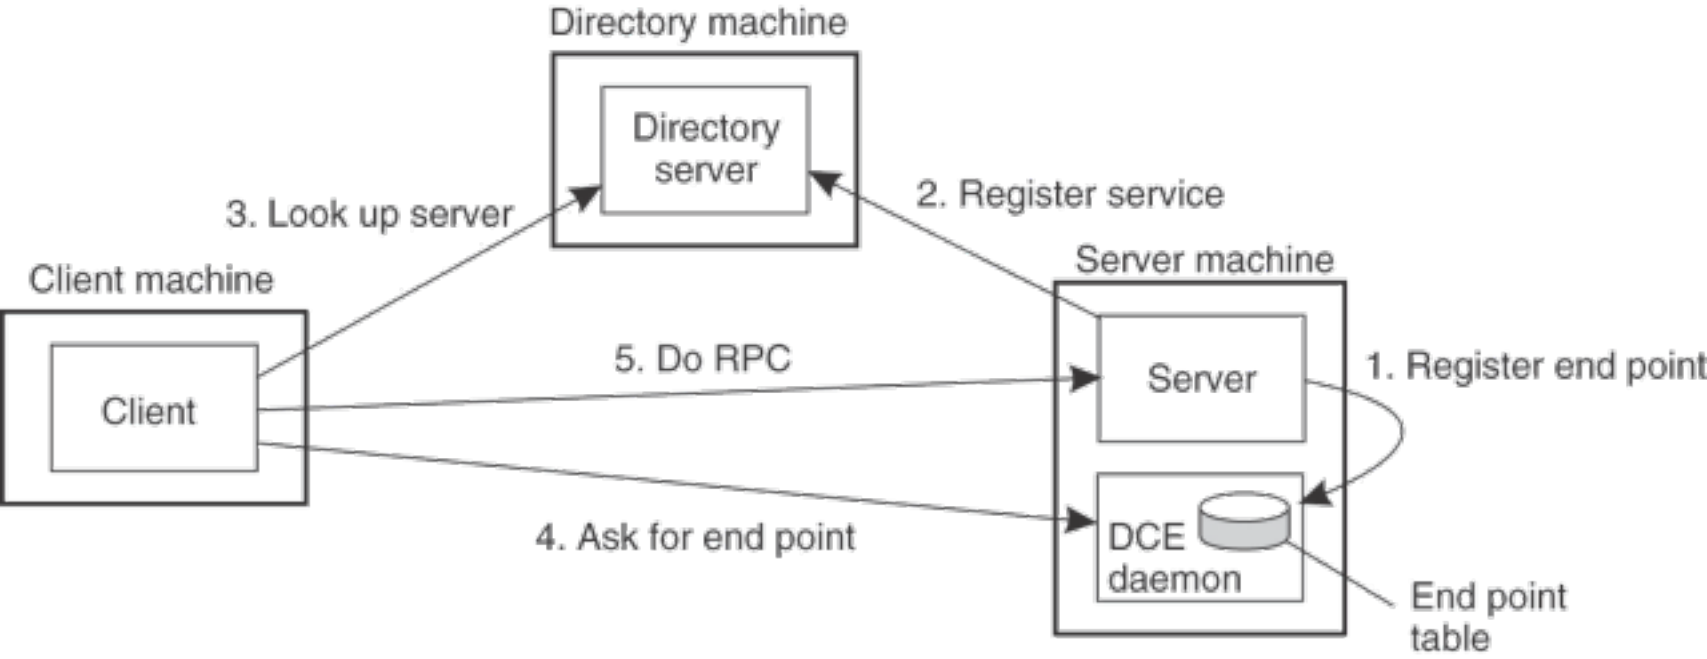 Directory machine
Directory
server
2. Register service
3. Look up server
Server machine
Client machine
5. Do RPC
1. Register end point
Server
Client
4. Ask for end point
DCE
daemon
End point
table